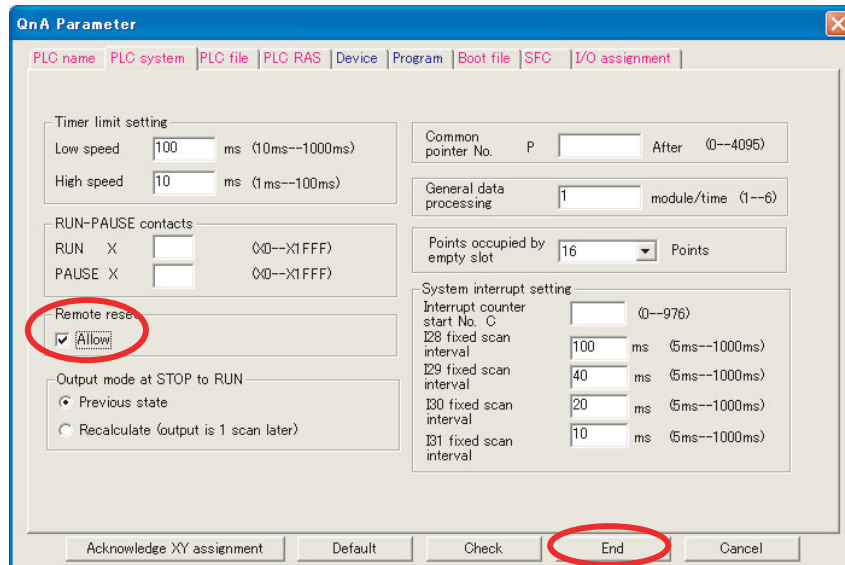 QnA Parameter
PLC name PLC system PLC file PLC RAS Device Program Boot file SFC I/O assignment
Timer limit setting
Low speed 100 ms (10ms--1000ms)
High speed 10 ms (1ms--100ms)
RUN-PAUSE contacts
RUN X (X0--X1FFF)
PAUSE X (X0--X1FFF)
Remote reset
Allow
Output mode at STOP to RUN
Previous state
Recalculate (output is 1 scan later)
Common
pointer No. P After (0--4095)
General data
processing 1 module/time (1--6)
Points occupied by
empty slot 16 Points
System interrupt setting
Interrupt counter
start No. C (0--976)
I28 fixed scan
interval 100 ms (5ms--1000ms)
I29 fixed scan
interval 40 ms (5ms--1000ms)
I30 fixed scan
interval 20 ms (5ms--1000ms)
I31 fixed scan
interval 10 ms (5ms--1000ms)
Acknowledge XY assignment Default Check End Cancel